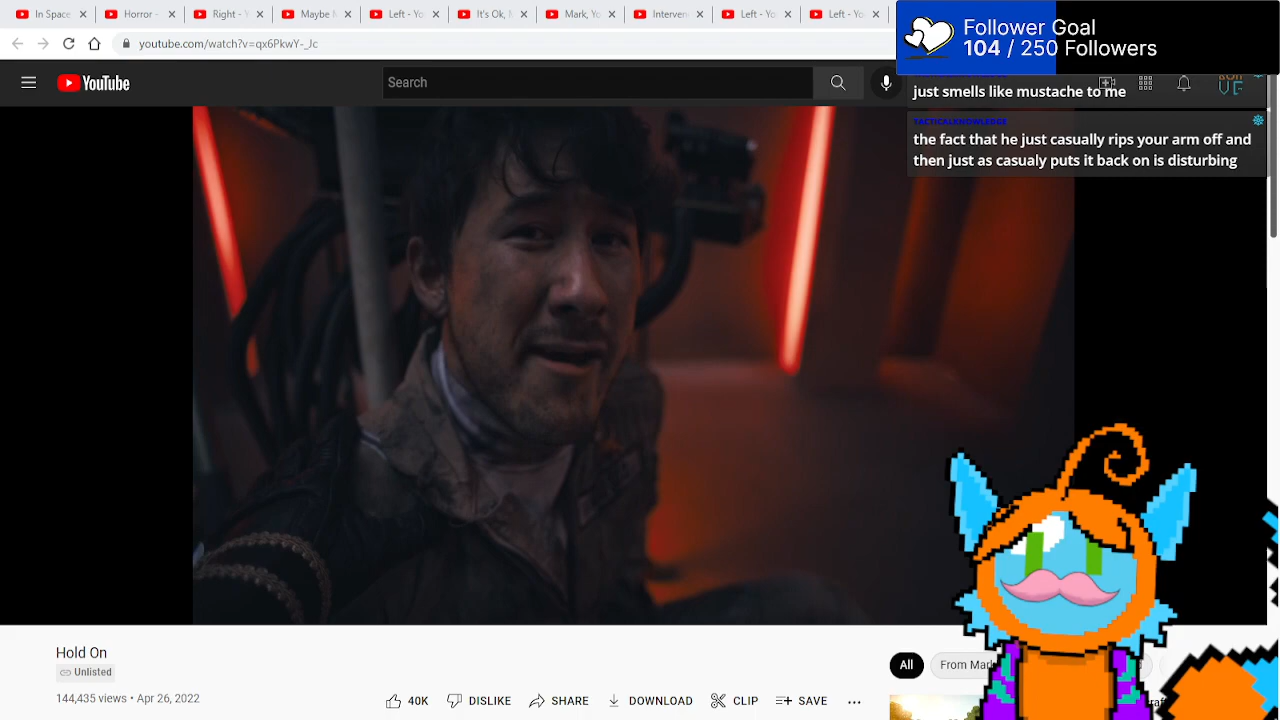 In Space
Horror -
Right - Y
Maybe M
Left - Yo
It's Ok, M
Mark, Yo
Interven
Left - Yo
Left - Yo
Follower Goal
104 / 250 Followers
youtube.com/watch?v=qx6PkwY-_Jc
YouTube
Search
just smells like mustache to me
TACTICALKNOWLEDGE
the fact that he just casually rips your arm off and
then just as casualy puts it back on is disturbing
Hold On
Unlisted
All
From Mark
144,435 views • Apr 26, 2022
DISLIKE
SHARE
DOWNLOAD
CLIP
SAVE